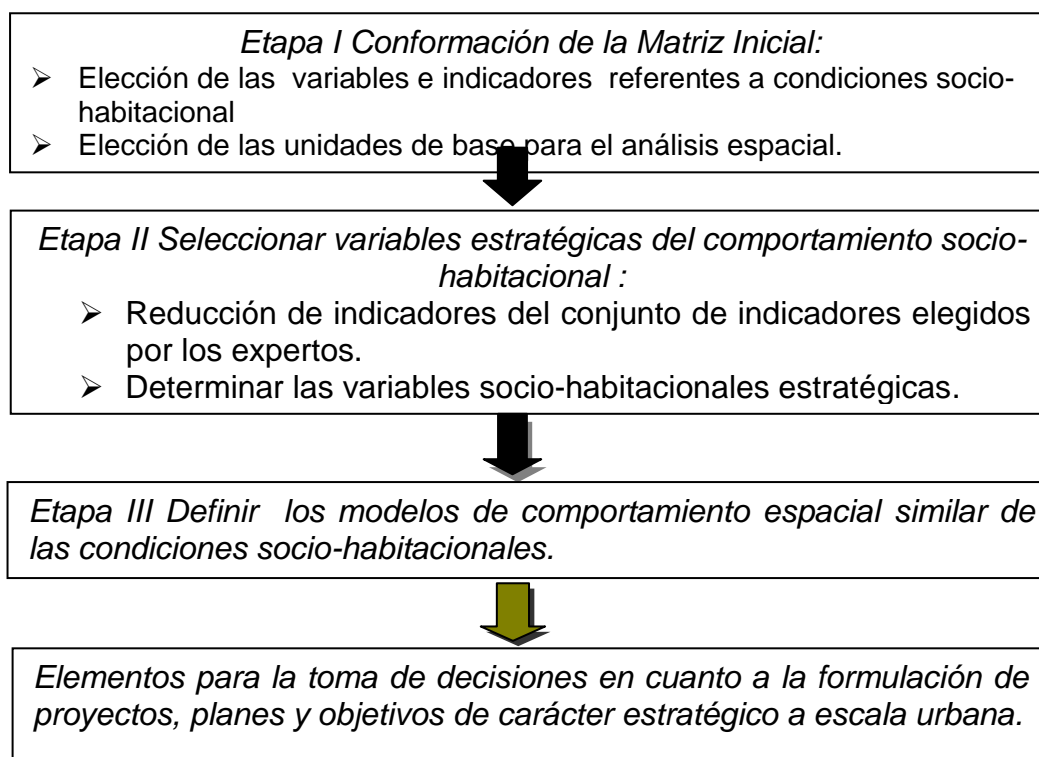 Etapa I Conformación de la Matriz Inicial:
➢ Elección de las variables e indicadores referentes a condiciones socio-
habitacional
➢ Elección de las unidades de base para el análisis espacial.
Etapa II Seleccionar variables estratégicas del comportamiento socio-
habitacional :
➢ Reducción de indicadores del conjunto de indicadores elegidos
por los expertos.
➢ Determinar las variables socio-habitacionales estratégicas.
Etapa III Definir los modelos de comportamiento espacial similar de
las condiciones socio-habitacionales.
Elementos para la toma de decisiones en cuanto a la formulación de
proyectos, planes y objetivos de carácter estratégico a escala urbana.